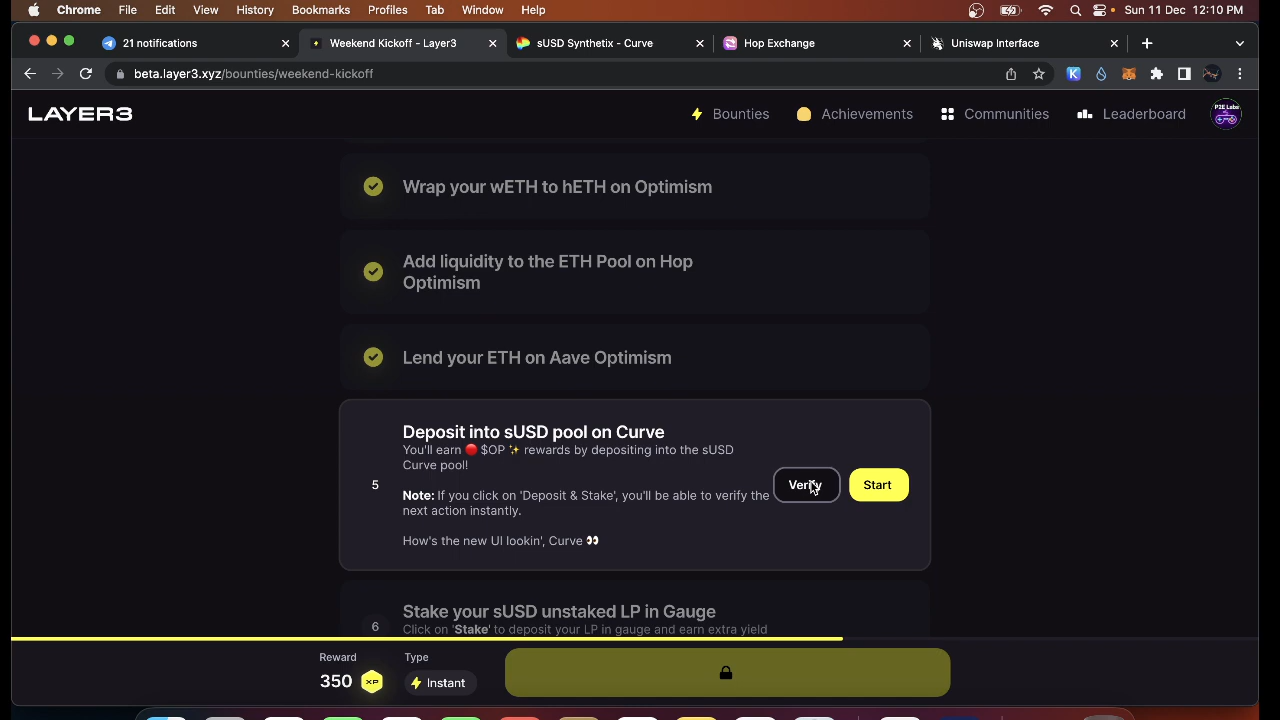 Chrome File Edit View History Bookmarks Profiles Tab Window Help Sun 11 Dec 12:10 PM
21 notifications Weekend Kickoff - Layer3 sUSD Synthetix - Curve Hop Exchange Uniswap Interface
beta.layer3.xyz/bounties/weekend-kickoff
LAYER3 Bounties Achievements Communities Leaderboard
Wrap your wETH to hETH on Optimism
Add liquidity to the ETH Pool on Hop
Optimism
Lend your ETH on Aave Optimism
Deposit into sUSD pool on Curve
You'll earn 🔴 $OP ✨ rewards by depositing into the sUSD
Curve pool!
5 Verify Start
Note: If you click on 'Deposit & Stake', you'll be able to verify the
next action instantly.
How's the new UI lookin', Curve 👀
Stake your sUSD unstaked LP in Gauge
6 Click on 'Stake' to deposit your LP in gauge and earn extra yield
Reward Type
350 XP Instant